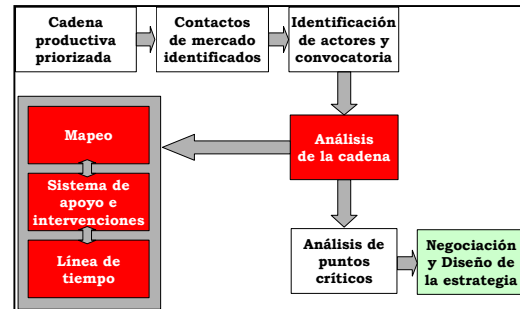 Cadena
productiva
priorizada
Contactos
de mercado
identificados
Identificación
de actores y
convocatoria
Mapeo
Sistema de
apoyo e
intervenciones
Línea de
tiempo
Análisis
de la cadena
Análisis de
puntos
críticos
Negociación
y Diseño de
la estrategia